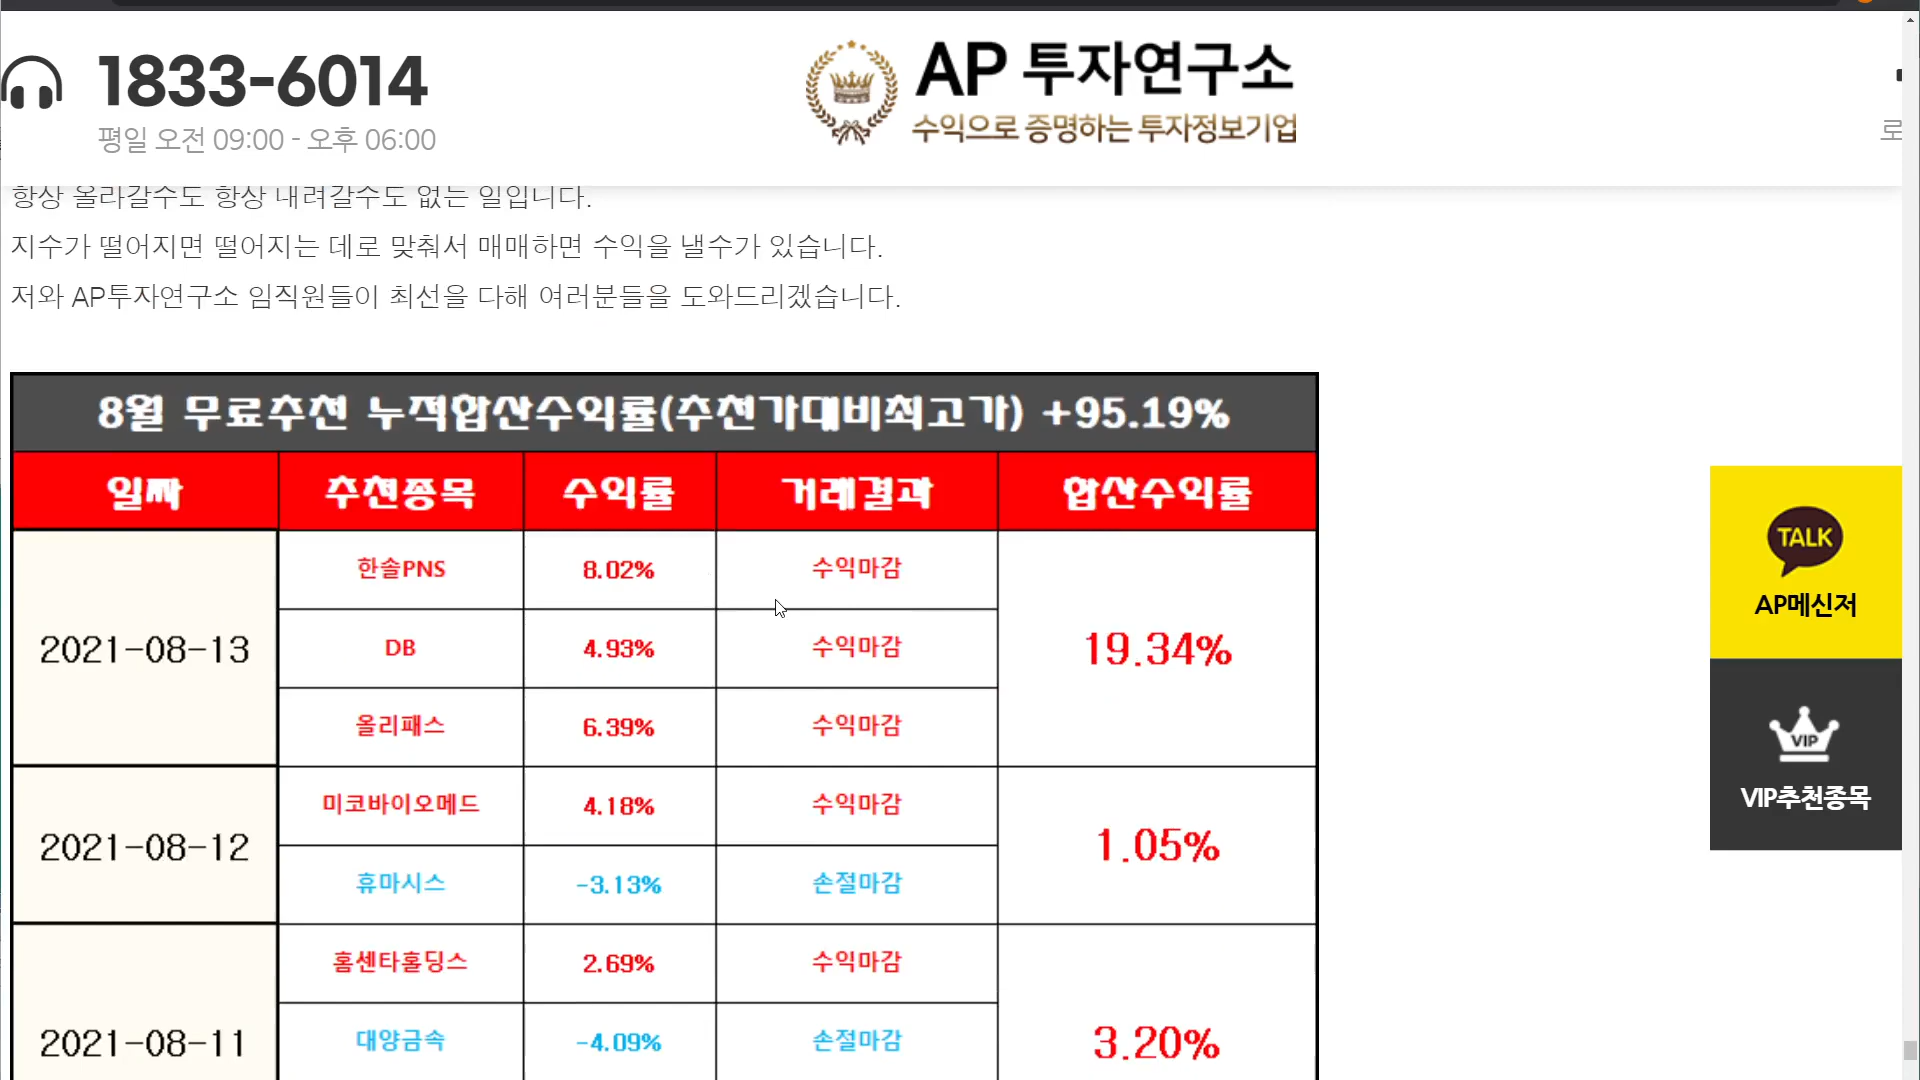 1833-6014
평일 오전 09:00 - 오후 06:00
AP 투자연구소
수익으로 증명하는 투자정보기업
로
항상 올라갈수도 항상 내려갈수도 없는 일입니다.
지수가 떨어지면 떨어지는 데로 맞춰서 매매하면 수익을 낼수가 있습니다.
저와 AP투자연구소 임직원들이 최선을 다해 여러분들을 도와드리겠습니다.
8월 무료추천 누적합산수익률(추천가대비최고가) +95.19%
일짜 추천종목 수익률 거래결과 합산수익률
2021-08-13 한솔PNS 8.02% 수익마감 19.34%
DB 4.93% 수익마감
올리패스 6.39% 수익마감
2021-08-12 미코바이오메드 4.18% 수익마감 1.05%
휴마시스 -3.13% 손절마감
2021-08-11 홈센타홀딩스 2.69% 수익마감 3.20%
대양금속 -4.09% 손절마감
TALK
AP메신저
VIP
VIP추천종목